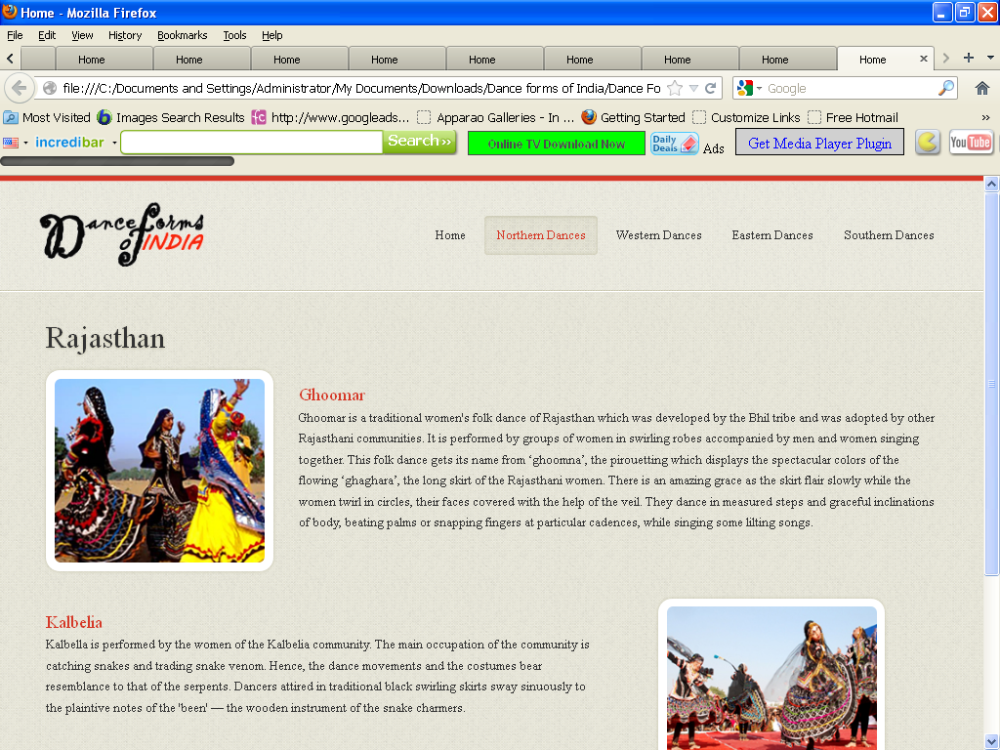 Home - Mozilla Firefox
File Edit View History Bookmarks Tools Help
Home Home Home Home Home Home Home Home Home
file:///C:/Documents and Settings/Administrator/My Documents/Downloads/Dance forms of India/Dance Fo Google
Most Visited Images Search Results http://www.googleads... Apparao Galleries - In ... Getting Started Customize Links Free Hotmail »
incredibar Search ›› Online TV Download Now Daily Deals Ads Get Media Player Plugin YouTube
Dance forms of INDIA
Home Northern Dances Western Dances Eastern Dances Southern Dances
Rajasthan
Ghoomar
Ghoomar is a traditional women's folk dance of Rajasthan which was developed by the Bhil tribe and was adopted by other
Rajasthani communities. It is performed by groups of women in swirling robes accompanied by men and women singing
together. This folk dance gets its name from ‘ghoomna’, the pirouetting which displays the spectacular colors of the
flowing ‘ghaghara’, the long skirt of the Rajasthani women. There is an amazing grace as the skirt flair slowly while the
women twirl in circles, their faces covered with the help of the veil. They dance in measured steps and graceful inclinations
of body, beating palms or snapping fingers at particular cadences, while singing some lilting songs.
Kalbelia
Kalbella is performed by the women of the Kalbelia community. The main occupation of the community is
catching snakes and trading snake venom. Hence, the dance movements and the costumes bear
resemblance to that of the serpents. Dancers attired in traditional black swirling skirts sway sinuously to
the plaintive notes of the 'been' — the wooden instrument of the snake charmers.